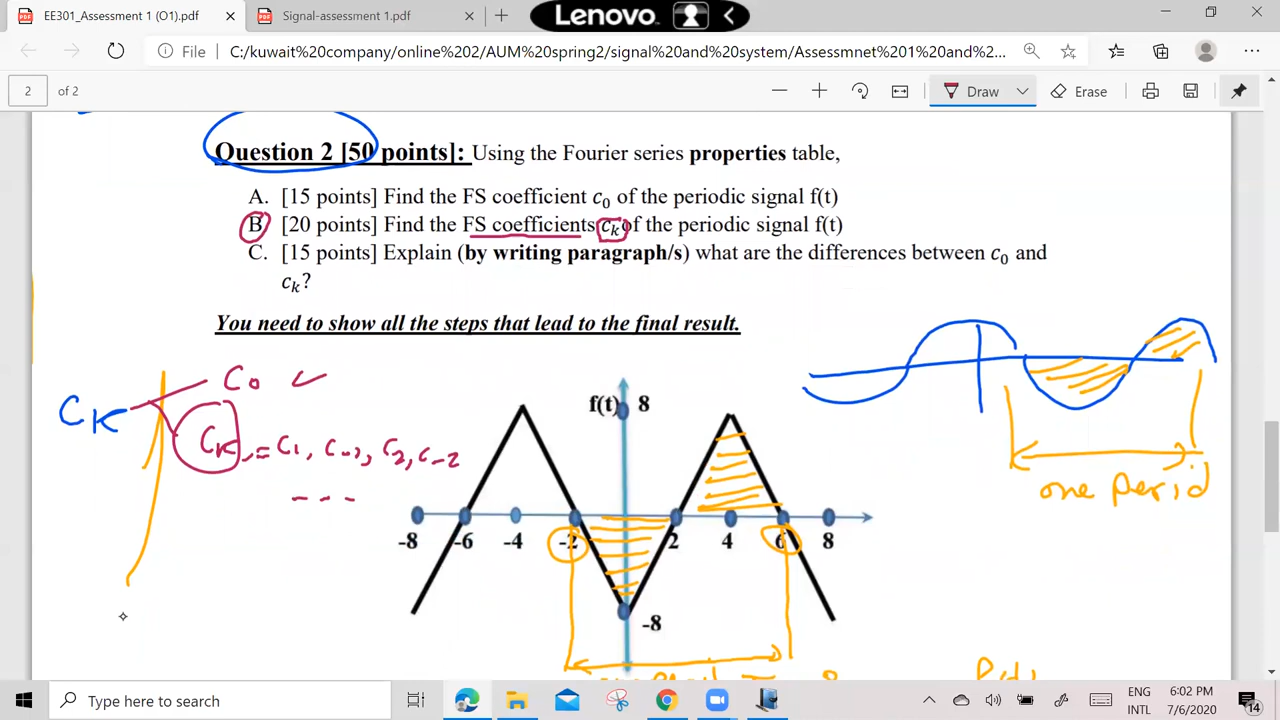 EE301_Assessment 1 (O1).pdf
Signal-assessment 1.pdf
Lenovo
File
C:/kuwait%20company/online%202/AUM%20spring2/signal%20and%20system/Assessmnet%201%20and%2...
2 of 2
Draw
Erase
Question 2 [50 points]: Using the Fourier series properties table,
A. [15 points] Find the FS coefficient c₀ of the periodic signal f(t)
B. [20 points] Find the FS coefficients cₖ of the periodic signal f(t)
C. [15 points] Explain (by writing paragraph/s) what are the differences between c₀ and
cₖ?
You need to show all the steps that lead to the final result.
C₀
Cₖ
Cₖ = C₁, C₋₁, C₂, C₋₂
- - -
f(t) 8
-8 -6 -4 -2 2 4 6 8
-8
one perid
Type here to search
ENG
INTL
6:02 PM
7/6/2020
14